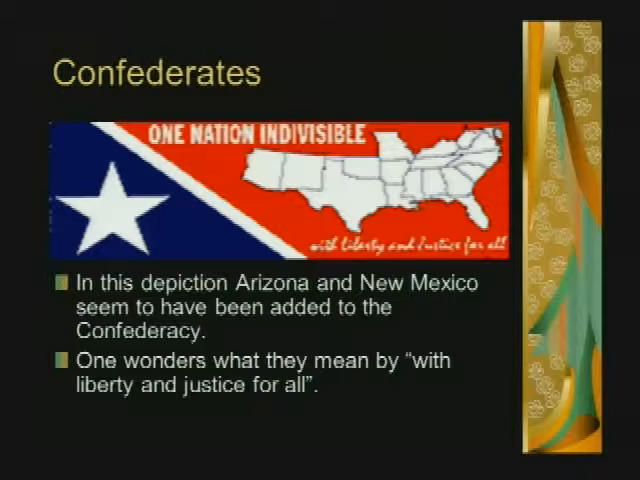 Confederates
ONE NATION INDIVISIBLE
with Liberty and Justice for all
In this depiction Arizona and New Mexico
seem to have been added to the
Confederacy.
One wonders what they mean by “with
liberty and justice for all”.